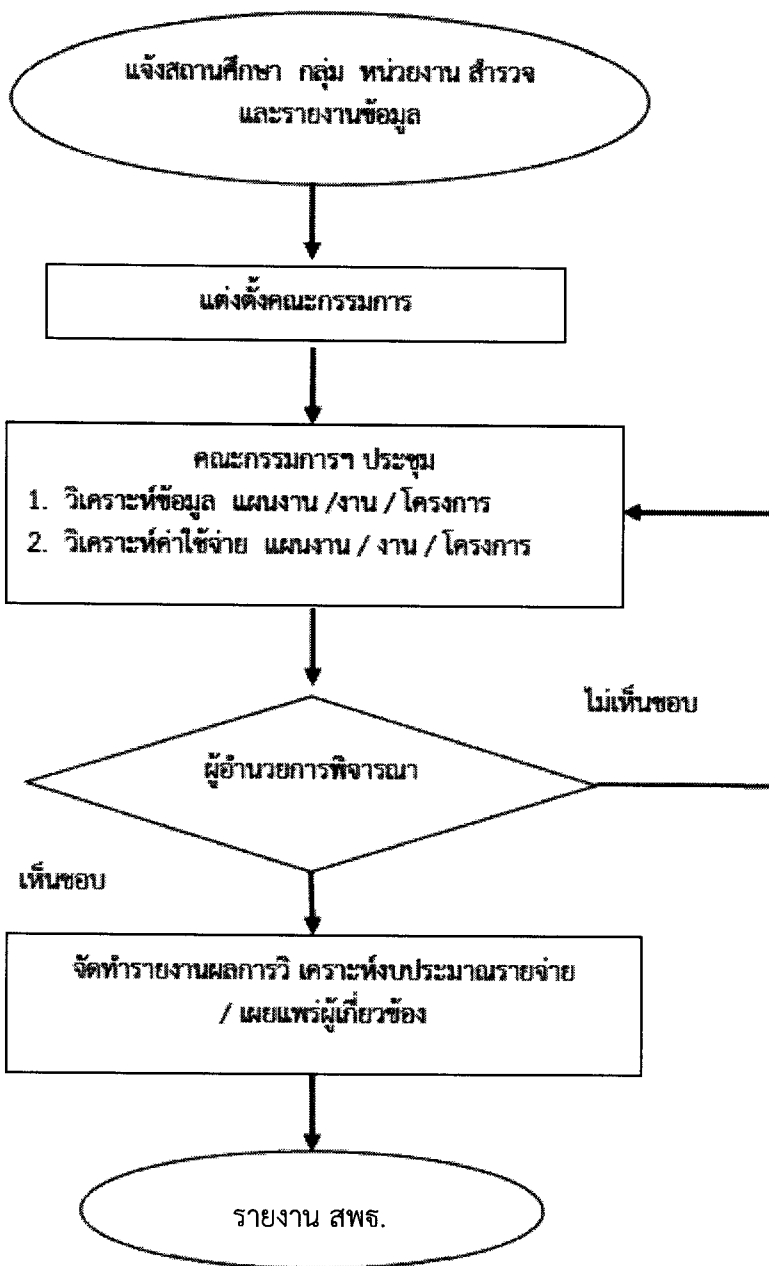 แจ้งสถานศึกษา กลุ่ม หน่วยงาน สำรวจ
และรายงานข้อมูล
แต่งตั้งคณะกรรมการ
คณะกรรมการฯ ประชุม
1. วิเคราะห์ข้อมูล แผนงาน /งาน / โครงการ
2. วิเคราะห์ค่าใช้จ่าย แผนงาน / งาน / โครงการ
ไม่เห็นชอบ
ผู้อำนวยการพิจารณา
เห็นชอบ
จัดทำรายงานผลการวิ เคราะห์งบประมาณรายจ่าย
/ เผยแพร่ผู้เกี่ยวข้อง
รายงาน สพฐ.